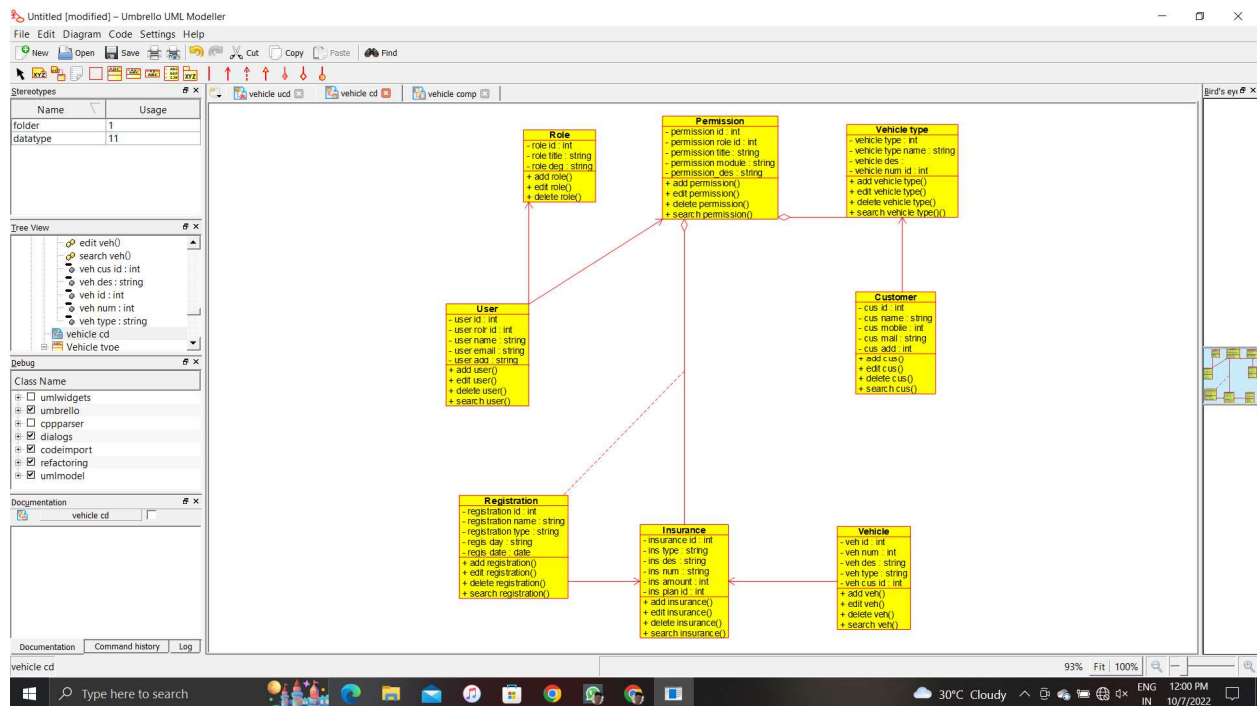 Untitled [modified] – Umbrello UML Modeller
File Edit Diagram Code Settings Help
New Open Save Cut Copy Paste Find
Stereotypes
Name Usage
folder 1
datatype 11
Tree View
edit veh()
search veh()
veh cus id : int
veh des : string
veh id : int
veh num : int
veh type : string
vehicle cd
Vehicle type
Debug
Class Name
umlwidgets
umbrello
cppparser
dialogs
codeimport
refactoring
umlmodel
Documentation
vehicle cd
Documentation Command history Log
vehicle cd
vehicle ucd vehicle cd vehicle comp
Bird's eye
Role
- role id : int
- role title : string
- role deg : string
+ add role()
+ edit role()
+ delete role()
Permission
- permission id : int
- permission role id : int
- permission title : string
- permission module : string
- permission_des : string
+ add permission()
+ edit permission()
+ delete permission()
+ search permission()
Vehicle type
- vehicle type : int
- vehicle type name : string
- vehicle des :
- vehicle num id : int
+ add vehicle type()
+ edit vehicle type()
+ delete vehicle type()
+ search vehicle type()()
User
- user id : int
- user rolr id : int
- user name : string
- user email : string
- user add : string
+ add user()
+ edit user()
+ delete user()
+ search user()
Customer
- cus id : int
- cus name : string
- cus mobile : int
- cus mail : string
- cus add : int
+ add cus()
+ edit cus()
+ delete cus()
+ search cus()
Registration
- registration id : int
- registration name : string
- registration type : string
- regis day : string
- regis date : date
+ add registration()
+ edit registration()
+ delete registration()
+ search registration()
Insurance
- insurance id : int
- ins type : string
- ins des : string
- ins num : string
- ins amount : int
- ins plan id : int
+ add insurance()
+ edit insurance()
+ delete insurance()
+ search insurance()
Vehicle
- veh id : int
- veh num : int
- veh des : string
- veh type : string
- veh cus id : int
+ add veh()
+ edit veh()
+ delete veh()
+ search veh()
93% Fit 100%
Type here to search
30°C Cloudy
ENG
IN
12:00 PM
10/7/2022